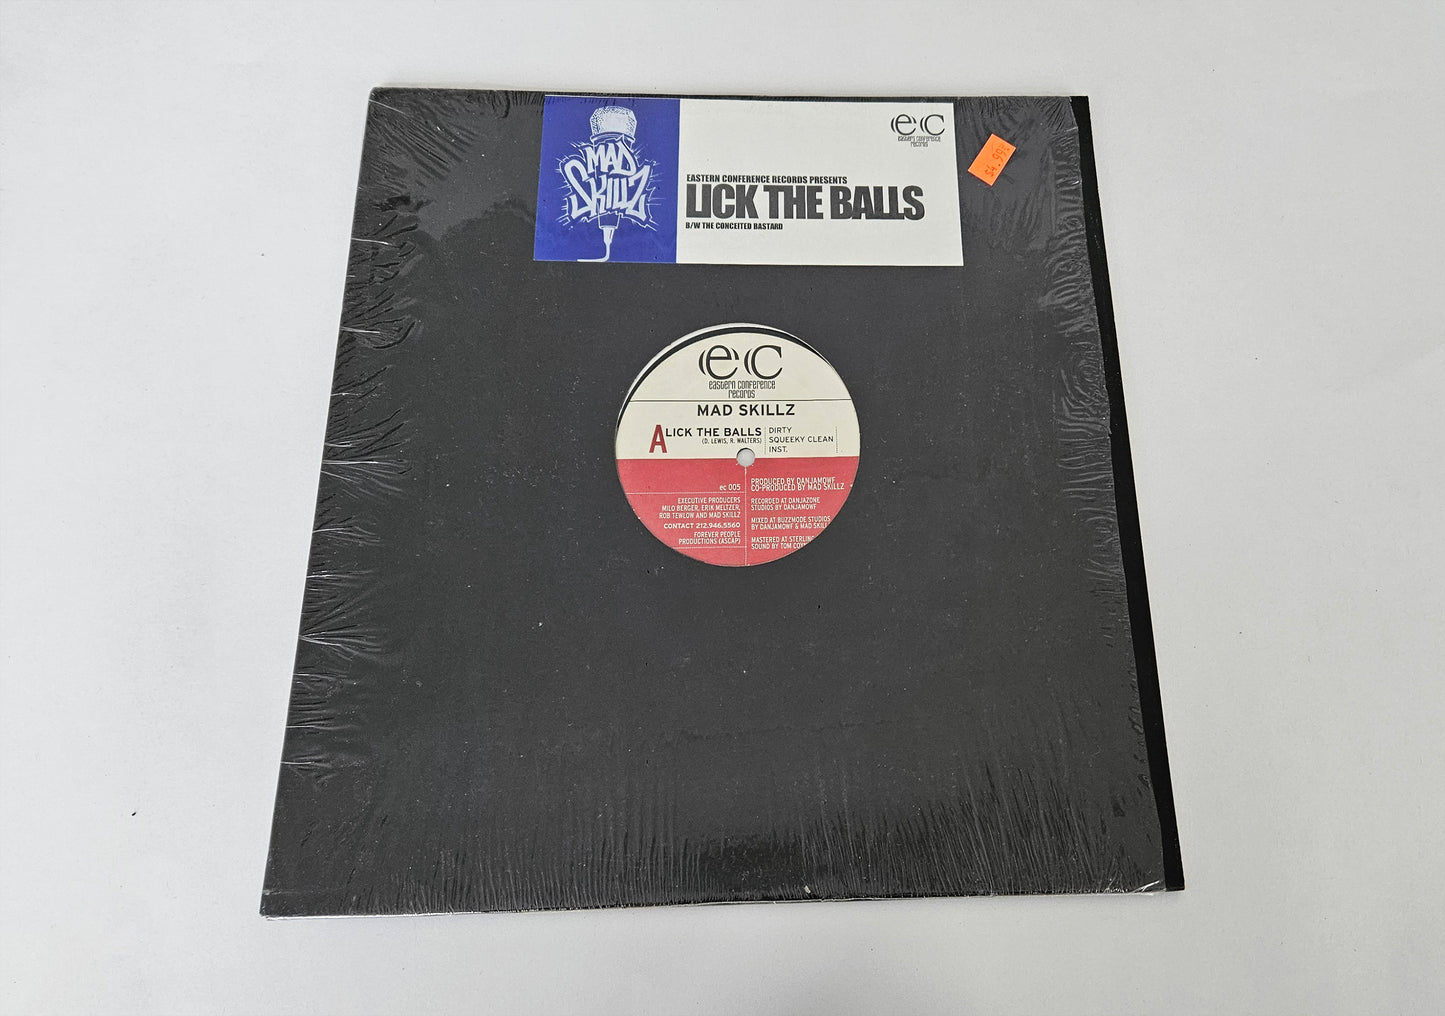 MAD
SKILLZ
ec
eastern conference
records
EASTERN CONFERENCE RECORDS PRESENTS
LICK THE BALLS
B/W THE CONCEITED BASTARD
$4.99
ec
eastern conference
records
MAD SKILLZ
A
LICK THE BALLS
(D. LEWIS, R. WALTERS)
DIRTY
SQUEEKY CLEAN
INST.
ec 005
EXECUTIVE PRODUCERS
MILO BERGER, ERIK MELTZER,
ROB TEWLOW AND MAD SKILLZ
CONTACT 212.946.5560
FOREVER PEOPLE
PRODUCTIONS (ASCAP)
PRODUCED BY DANJAMOWF
CO-PRODUCED BY MAD SKILLZ
RECORDED AT DANJAZONE
STUDIOS BY DANJAMOWF
MIXED AT BUZZMODE STUDIOS
BY DANJAMOWF & MAD SKILL
MASTERED AT STERLING
SOUND BY TOM